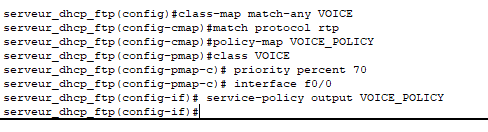 serveur_dhcp_ftp(config)#class-map match-any VOICE
serveur_dhcp_ftp(config-cmap)#match protocol rtp
serveur_dhcp_ftp(config-cmap)#policy-map VOICE_POLICY
serveur_dhcp_ftp(config-pmap)#class VOICE
serveur_dhcp_ftp(config-pmap-c)# priority percent 70
serveur_dhcp_ftp(config-pmap-c)# interface f0/0
serveur_dhcp_ftp(config-if)# service-policy output VOICE_POLICY
serveur_dhcp_ftp(config-if)#